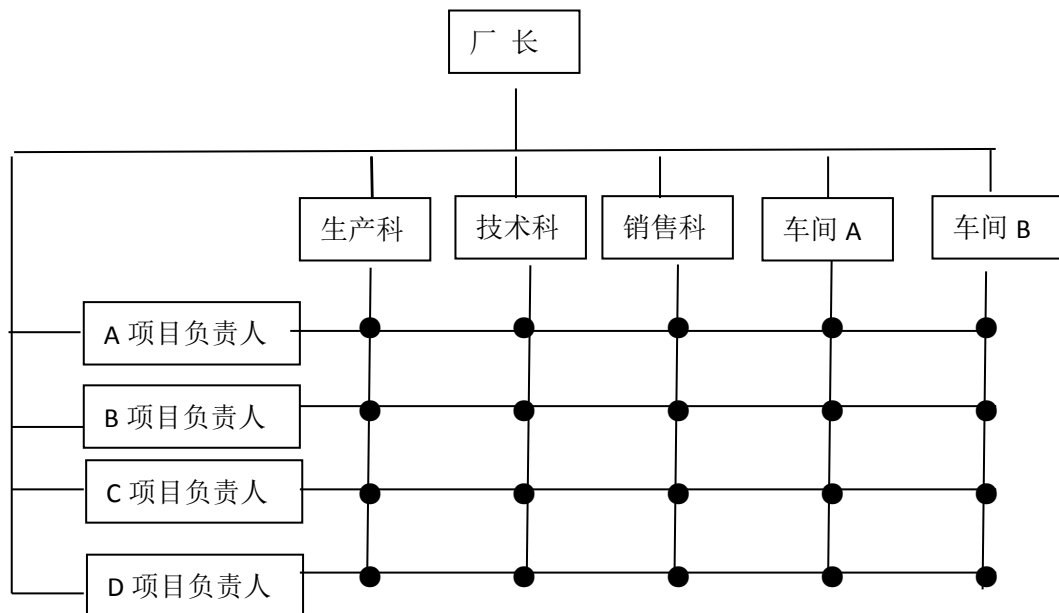 厂 长
生产科
技术科
销售科
车间 A
车间 B
A 项目负责人
B 项目负责人
C 项目负责人
D 项目负责人